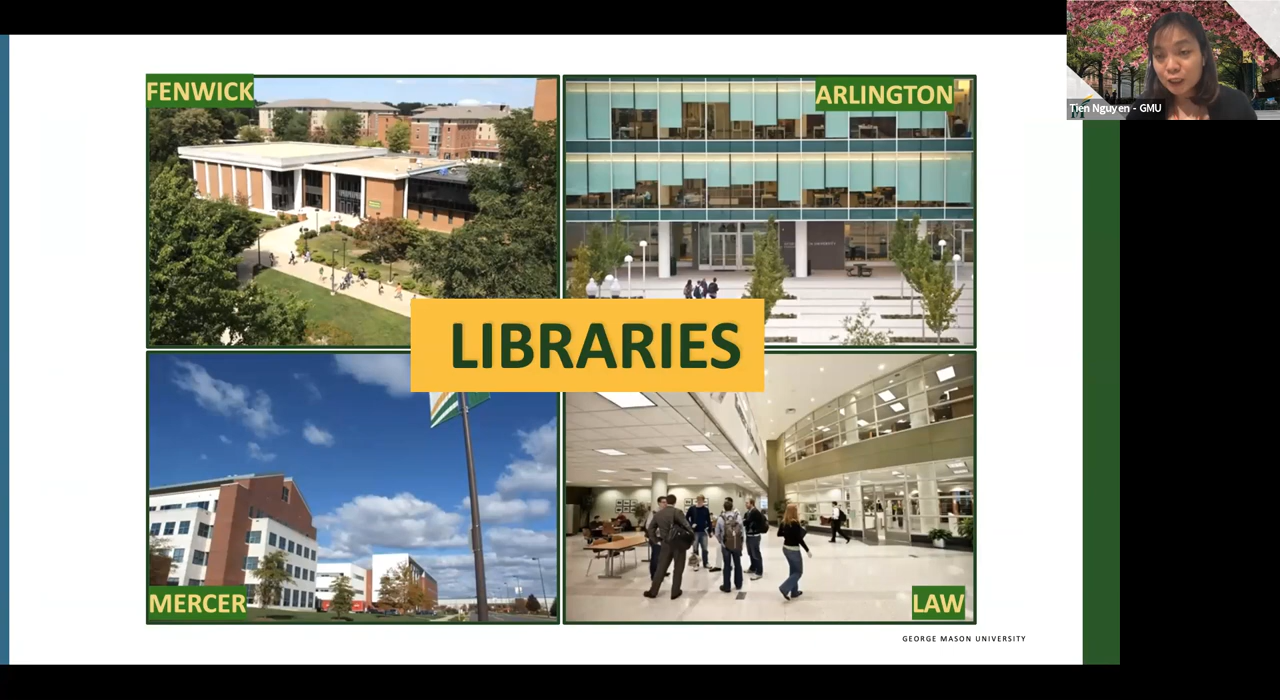 FENWICK
ARLINGTON
Tien Nguyen - GMU
LIBRARIES
MERCER
LAW
GEORGE MASON UNIVERSITY